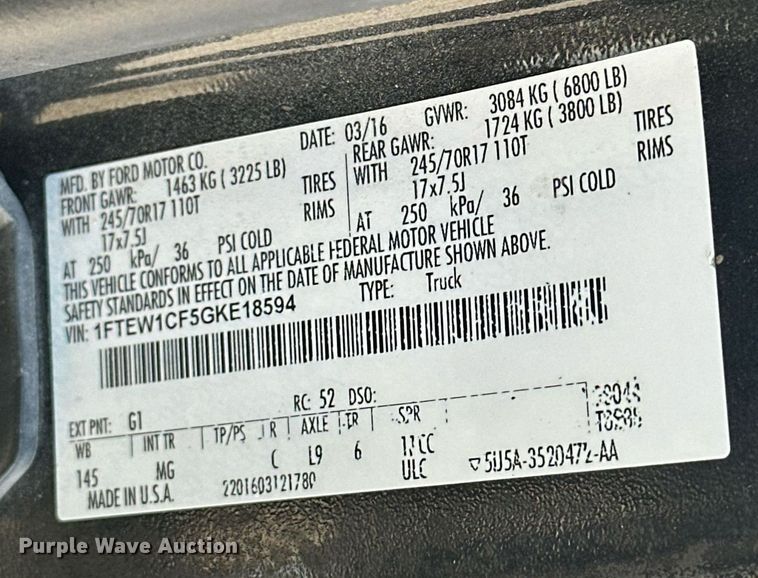 MFD. BY FORD MOTOR CO.
DATE: 03/16
GVWR: 3084 KG ( 6800 LB)
FRONT GAWR: 1463 KG ( 3225 LB)
WITH 245/70R17 110T TIRES
17x7.5J RIMS
AT 250 kPa/ 36 PSI COLD
REAR GAWR: 1724 KG ( 3800 LB)
WITH 245/70R17 110T TIRES
17x7.5J RIMS
AT 250 kPa/ 36 PSI COLD
THIS VEHICLE CONFORMS TO ALL APPLICABLE FEDERAL MOTOR VEHICLE
SAFETY STANDARDS IN EFFECT ON THE DATE OF MANUFACTURE SHOWN ABOVE.
VIN: 1FTEW1CF5GKE18594 TYPE: Truck
EXT PNT: G1 RC: 52 DSO:
WB INT TR TP/PS R AXLE TR SPR
145 MG L9 6
MADE IN U.S.A. 2201603121780
Purple Wave Auction